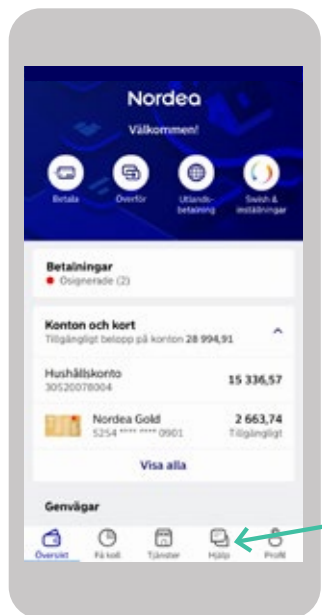 Nordea
Välkommen!
Betala
Överför
Utlands-
betalning
Swish &
inställningar
Betalningar
Osignerade (2)
Konton och kort
Tillgängligt belopp på konton 28 994,91
Hushållskonto
15 336,57
30520078004
Nordea Gold
2 663,74
5254 **** **** 0901
Tillgängligt
Visa alla
Genvägar
Översikt
Få koll
Tjänster
Hjälp
Profil